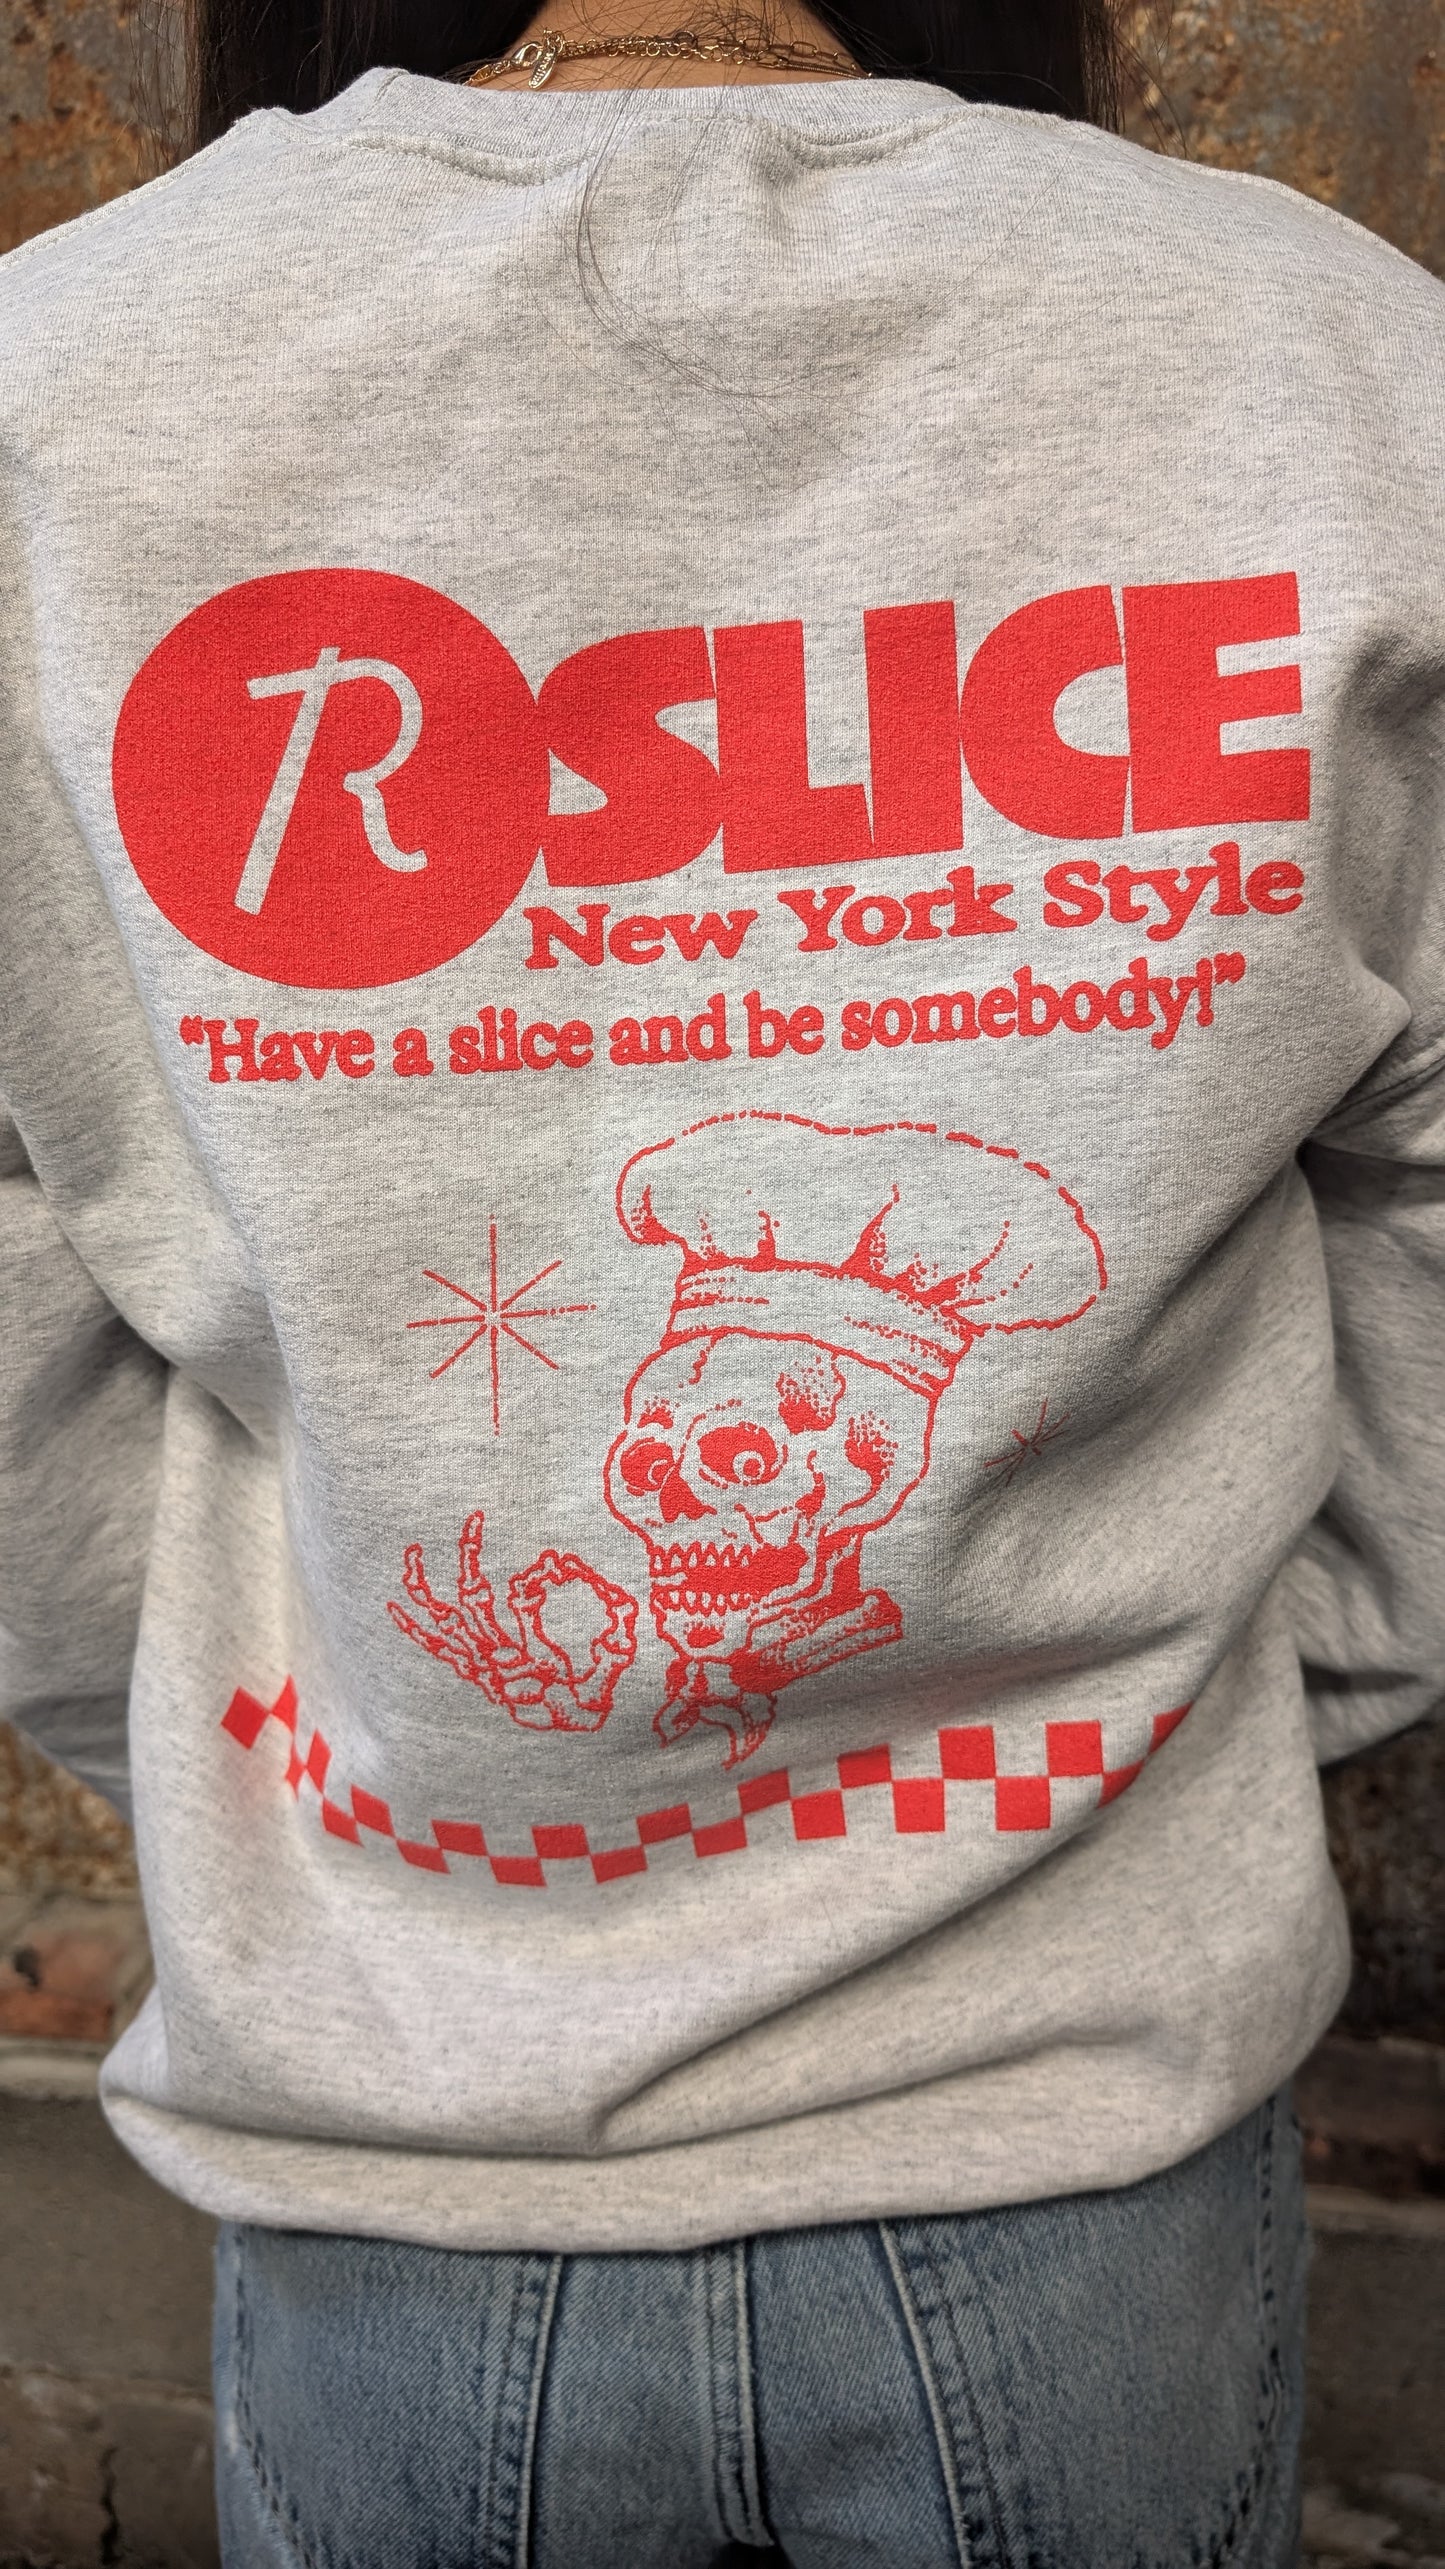 R SLICE
New York Style
“Have a slice and be somebody!”